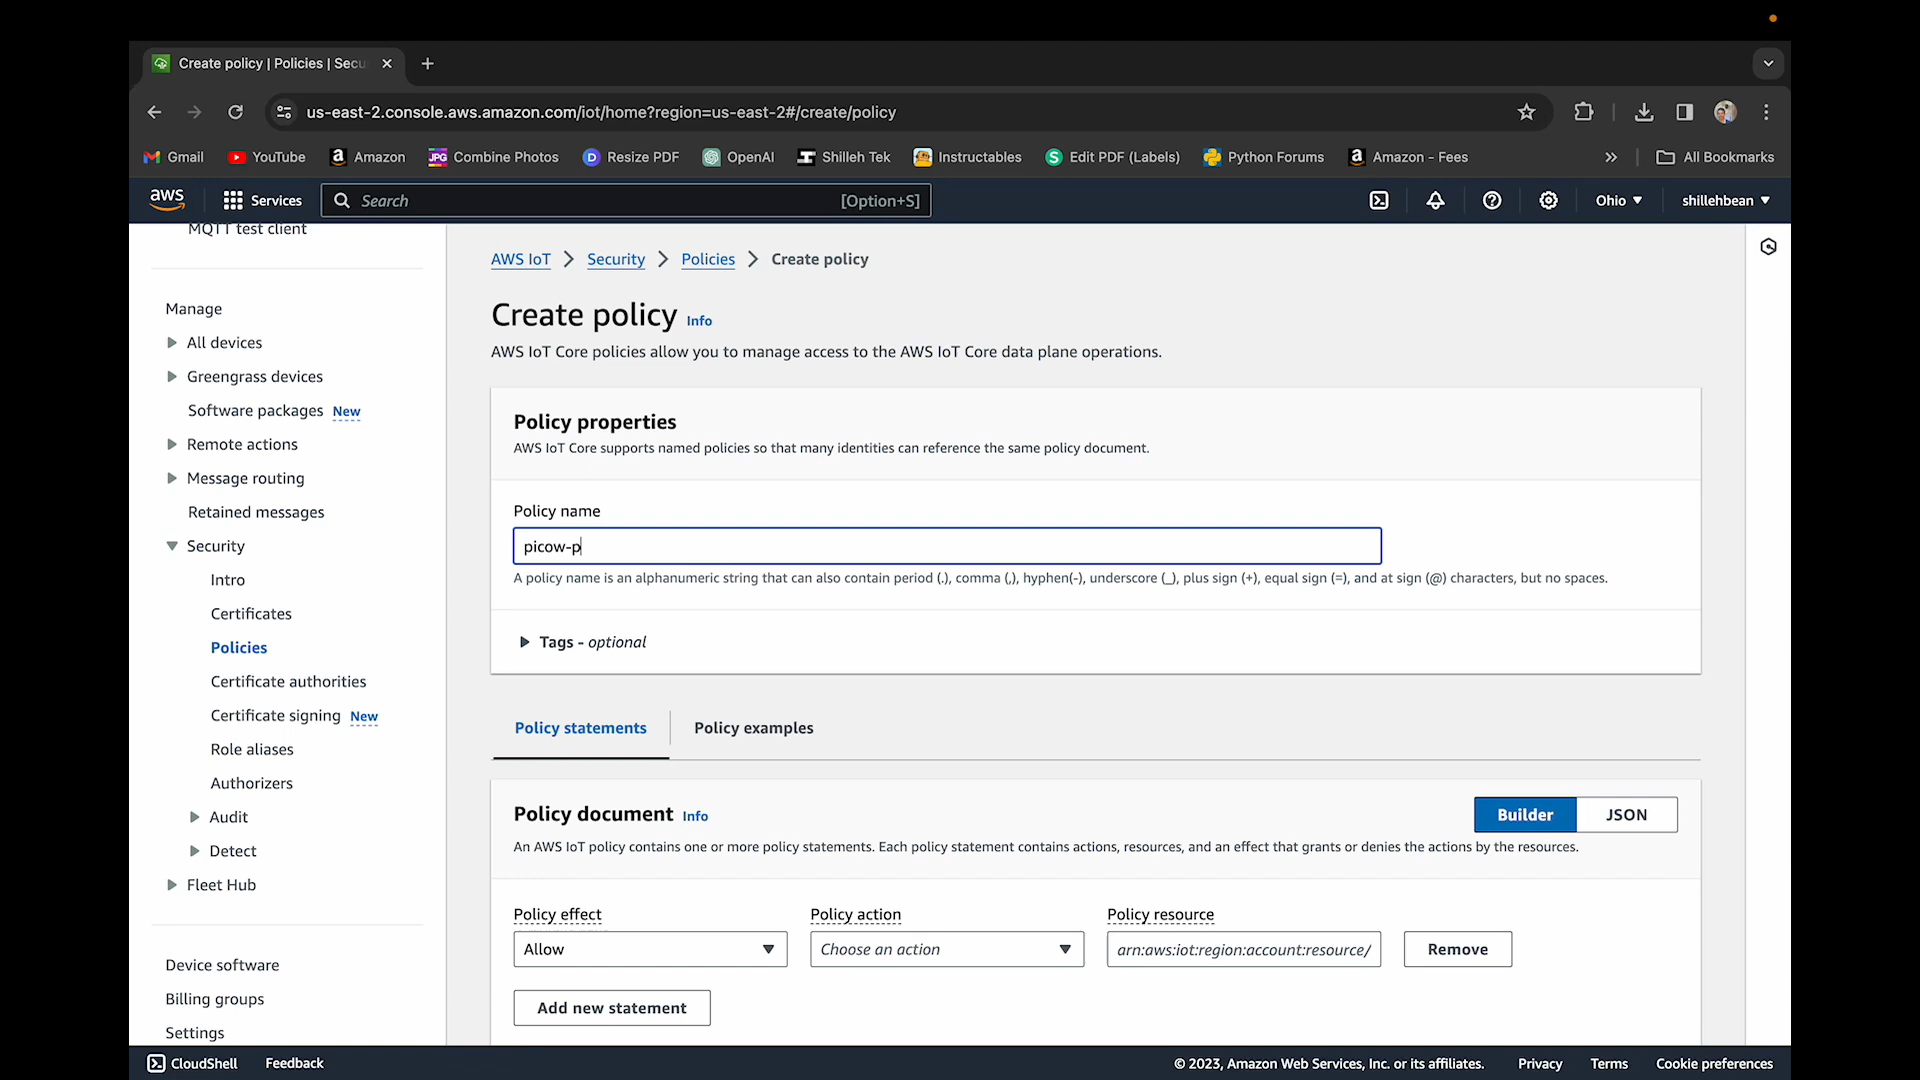 Create policy | Policies | Secu
us-east-2.console.aws.amazon.com/iot/home?region=us-east-2#/create/policy
Gmail
YouTube
Amazon
JPG
Combine Photos
Resize PDF
OpenAI
Shilleh Tek
Instructables
Edit PDF (Labels)
Python Forums
Amazon - Fees
All Bookmarks
aws
Services
Search
[Option+S]
Ohio
shillehbean
MQTT test client
Manage
All devices
Greengrass devices
Software packages New
Remote actions
Message routing
Retained messages
Security
Intro
Certificates
Policies
Certificate authorities
Certificate signing New
Role aliases
Authorizers
Audit
Detect
Fleet Hub
Device software
Billing groups
Settings
AWS IoT > Security > Policies > Create policy
Create policy Info
AWS IoT Core policies allow you to manage access to the AWS IoT Core data plane operations.
Policy properties
AWS IoT Core supports named policies so that many identities can reference the same policy document.
Policy name
picow-p
A policy name is an alphanumeric string that can also contain period (.), comma (,), hyphen(-), underscore (_), plus sign (+), equal sign (=), and at sign (@) characters, but no spaces.
Tags - optional
Policy statements
Policy examples
Policy document Info
Builder
JSON
An AWS IoT policy contains one or more policy statements. Each policy statement contains actions, resources, and an effect that grants or denies the actions by the resources.
Policy effect
Policy action
Policy resource
Allow
Choose an action
arn:aws:iot:region:account:resource/
Remove
Add new statement
CloudShell
Feedback
© 2023, Amazon Web Services, Inc. or its affiliates.
Privacy
Terms
Cookie preferences